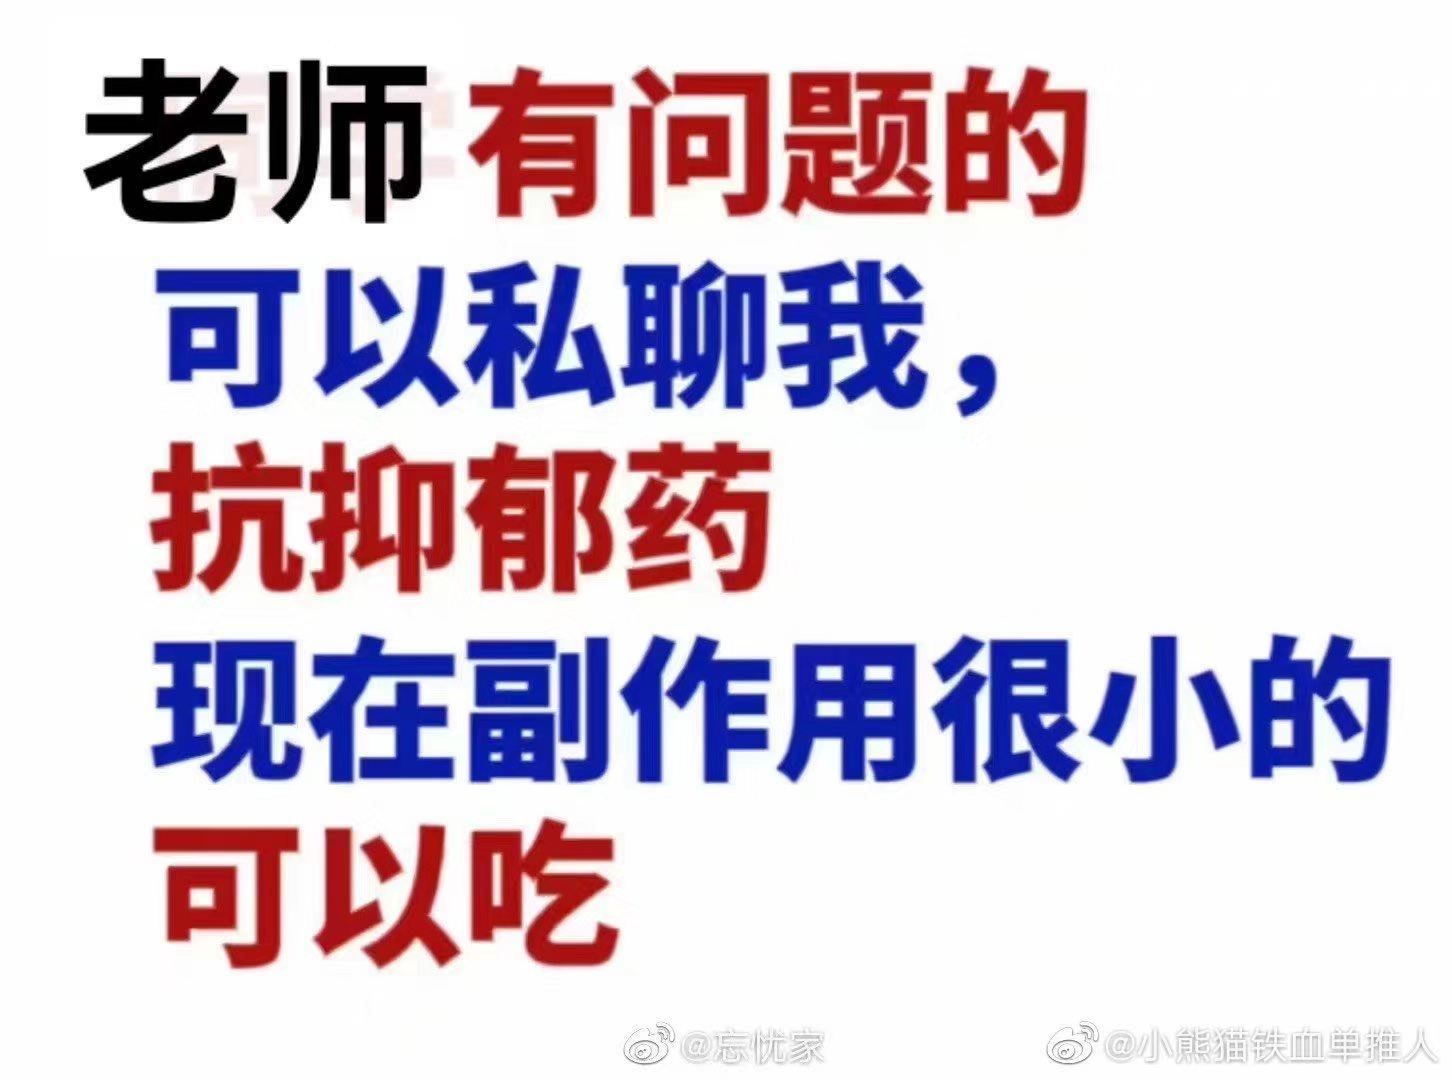 老师有问题的
可以私聊我，
抗抑郁药
现在副作用很小的
可以吃
@忘忧家
@小熊猫铁血单推人